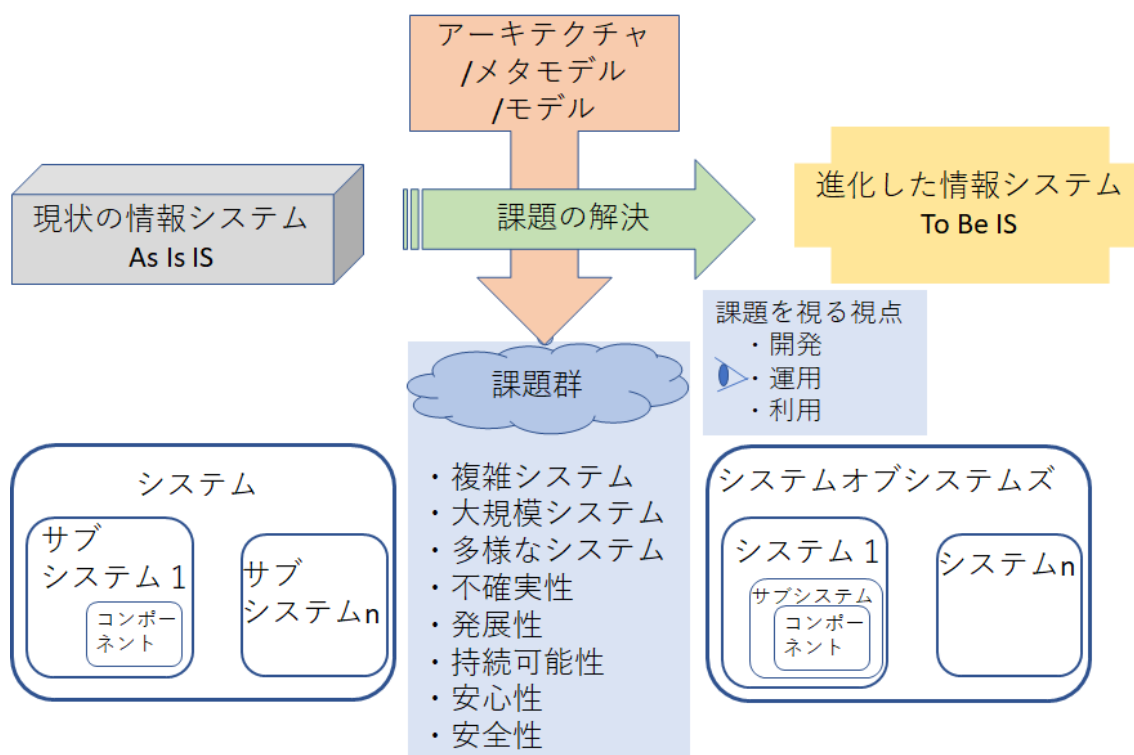 アーキテクチャ
/メタモデル
/モデル
現状の情報システム
As Is IS
課題の解決
進化した情報システム
To Be IS
課題を視る視点
・開発
・運用
・利用
課題群
・複雑システム
・大規模システム
・多様なシステム
・不確実性
・発展性
・持続可能性
・安心性
・安全性
システム
サブ
システム1
コンポー
ネント
サブ
システムn
システムオブシステムズ
システム1
サブシステム
コンポー
ネント
システムn